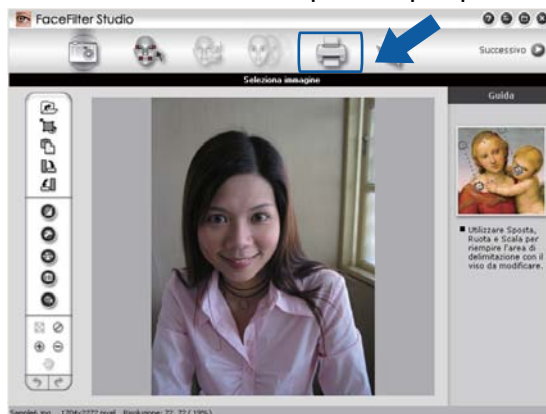 FaceFilter Studio
Successivo
Seleziona immagine
Guida
Utilizzare Sposta,
Ruota e Scala per
riempire l'area di
delimitazione con il
viso da modificare.